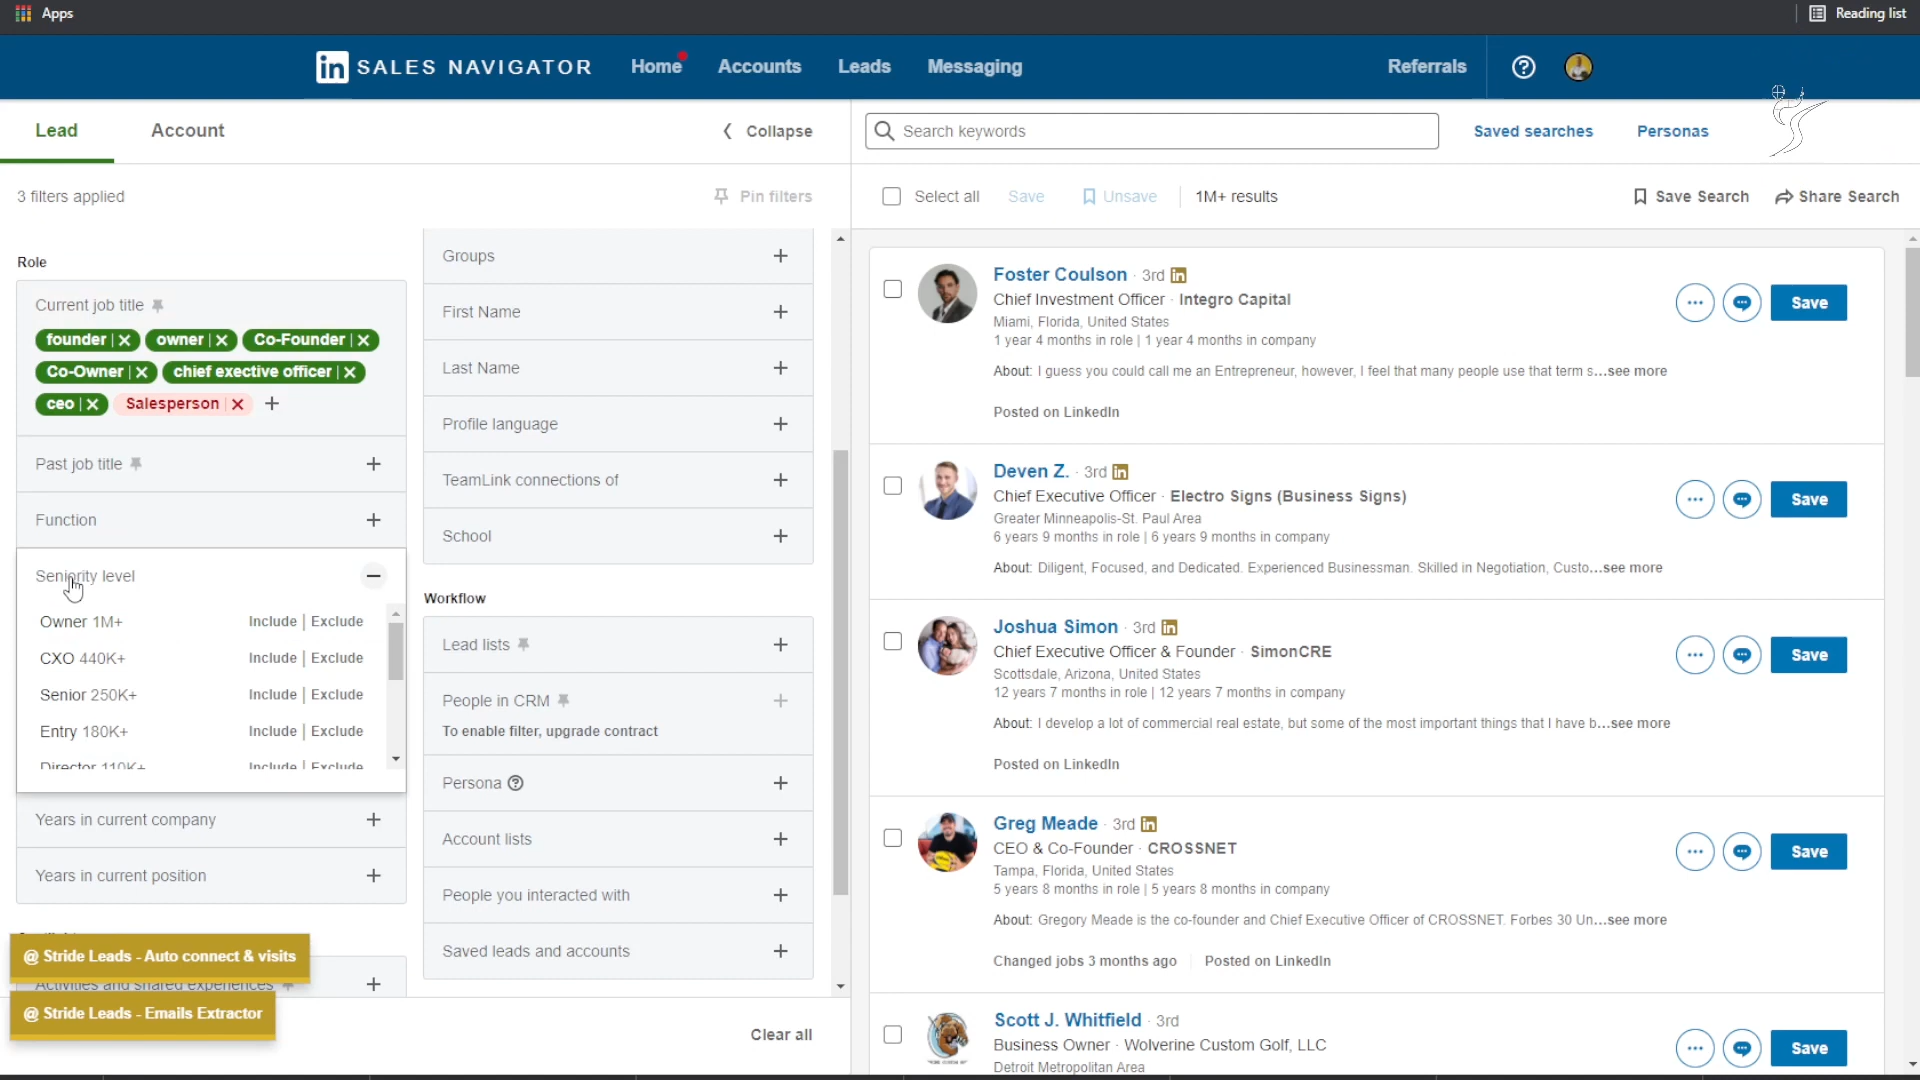 Apps
Reading list
in SALES NAVIGATOR
Home
Accounts
Leads
Messaging
Referrals
Lead
Account
Collapse
Search keywords
Saved searches
Personas
3 filters applied
Pin filters
Select all
Save
Unsave
1M+ results
Save Search
Share Search
Role
Current job title
founder
owner
Co-Founder
Co-Owner
chief exective officer
ceo
Salesperson
Past job title
Function
Seniority level
Owner 1M+ Include | Exclude
CXO 440K+ Include | Exclude
Senior 250K+ Include | Exclude
Entry 180K+ Include | Exclude
Director 110K+ Include | Exclude
Years in current company
Years in current position
@ Stride Leads - Auto connect & visits
Activities and shared experiences
@ Stride Leads - Emails Extractor
Groups
First Name
Last Name
Profile language
TeamLink connections of
School
Workflow
Lead lists
People in CRM
To enable filter, upgrade contract
Persona
Account lists
People you interacted with
Saved leads and accounts
Clear all
Foster Coulson · 3rd in
Chief Investment Officer · Integro Capital
Miami, Florida, United States
1 year 4 months in role | 1 year 4 months in company
About: I guess you could call me an Entrepreneur, however, I feel that many people use that term s...see more
Posted on LinkedIn
Save
Deven Z. · 3rd in
Chief Executive Officer · Electro Signs (Business Signs)
Greater Minneapolis-St. Paul Area
6 years 9 months in role | 6 years 9 months in company
About: Diligent, Focused, and Dedicated. Experienced Businessman. Skilled in Negotiation, Custo...see more
Save
Joshua Simon · 3rd in
Chief Executive Officer & Founder · SimonCRE
Scottsdale, Arizona, United States
12 years 7 months in role | 12 years 7 months in company
About: I develop a lot of commercial real estate, but some of the most important things that I have b...see more
Posted on LinkedIn
Save
Greg Meade · 3rd in
CEO & Co-Founder · CROSSNET
Tampa, Florida, United States
5 years 8 months in role | 5 years 8 months in company
About: Gregory Meade is the co-founder and Chief Executive Officer of CROSSNET. Forbes 30 Un...see more
Changed jobs 3 months ago
Posted on LinkedIn
Save
Scott J. Whitfield · 3rd
Business Owner · Wolverine Custom Golf, LLC
Detroit Metropolitan Area
Save